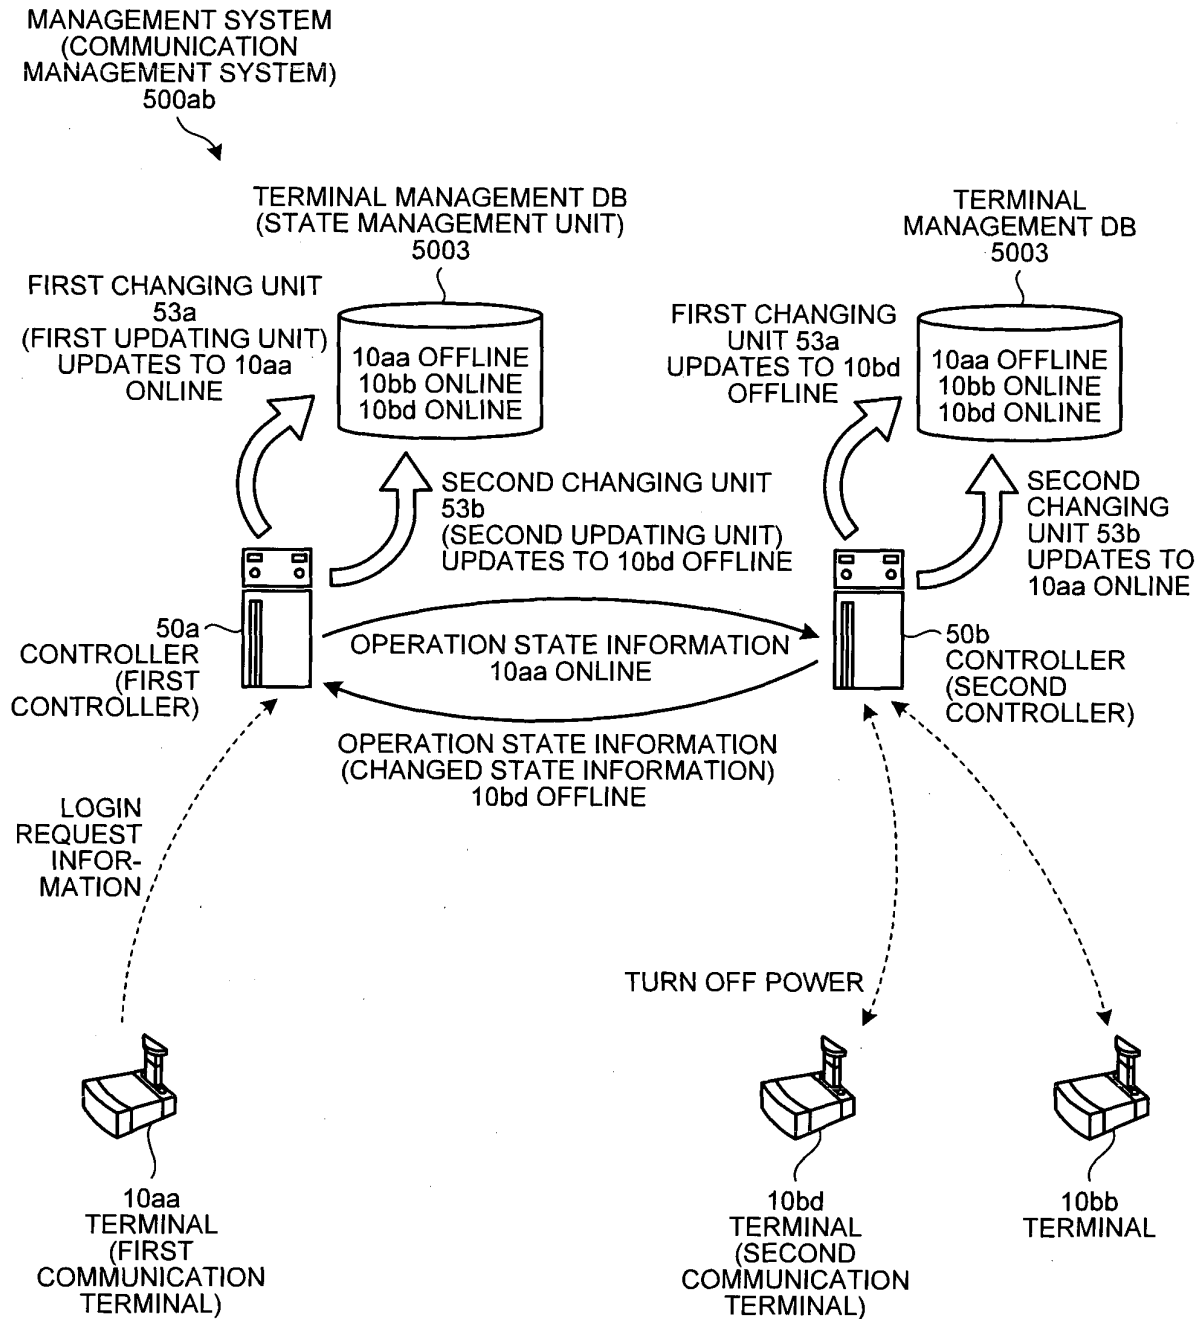 MANAGEMENT SYSTEM
(COMMUNICATION
MANAGEMENT SYSTEM)
500ab
TERMINAL MANAGEMENT DB
(STATE MANAGEMENT UNIT)
5003
TERMINAL
MANAGEMENT DB
5003
FIRST CHANGING UNIT
53a
(FIRST UPDATING UNIT)
UPDATES TO 10aa
ONLINE
10aa OFFLINE
10bb ONLINE
10bd ONLINE
FIRST CHANGING
UNIT 53a
UPDATES TO 10bd
OFFLINE
10aa OFFLINE
10bb ONLINE
10bd ONLINE
SECOND CHANGING UNIT
53b
(SECOND UPDATING UNIT)
UPDATES TO 10bd OFFLINE
SECOND
CHANGING
UNIT 53b
UPDATES TO
10aa ONLINE
50a
CONTROLLER
(FIRST
CONTROLLER)
OPERATION STATE INFORMATION
10aa ONLINE
50b
CONTROLLER
(SECOND
CONTROLLER)
OPERATION STATE INFORMATION
(CHANGED STATE INFORMATION)
10bd OFFLINE
LOGIN
REQUEST
INFOR-
MATION
TURN OFF POWER
10aa
TERMINAL
(FIRST
COMMUNICATION
TERMINAL)
10bd
TERMINAL
(SECOND
COMMUNICATION
TERMINAL)
10bb
TERMINAL